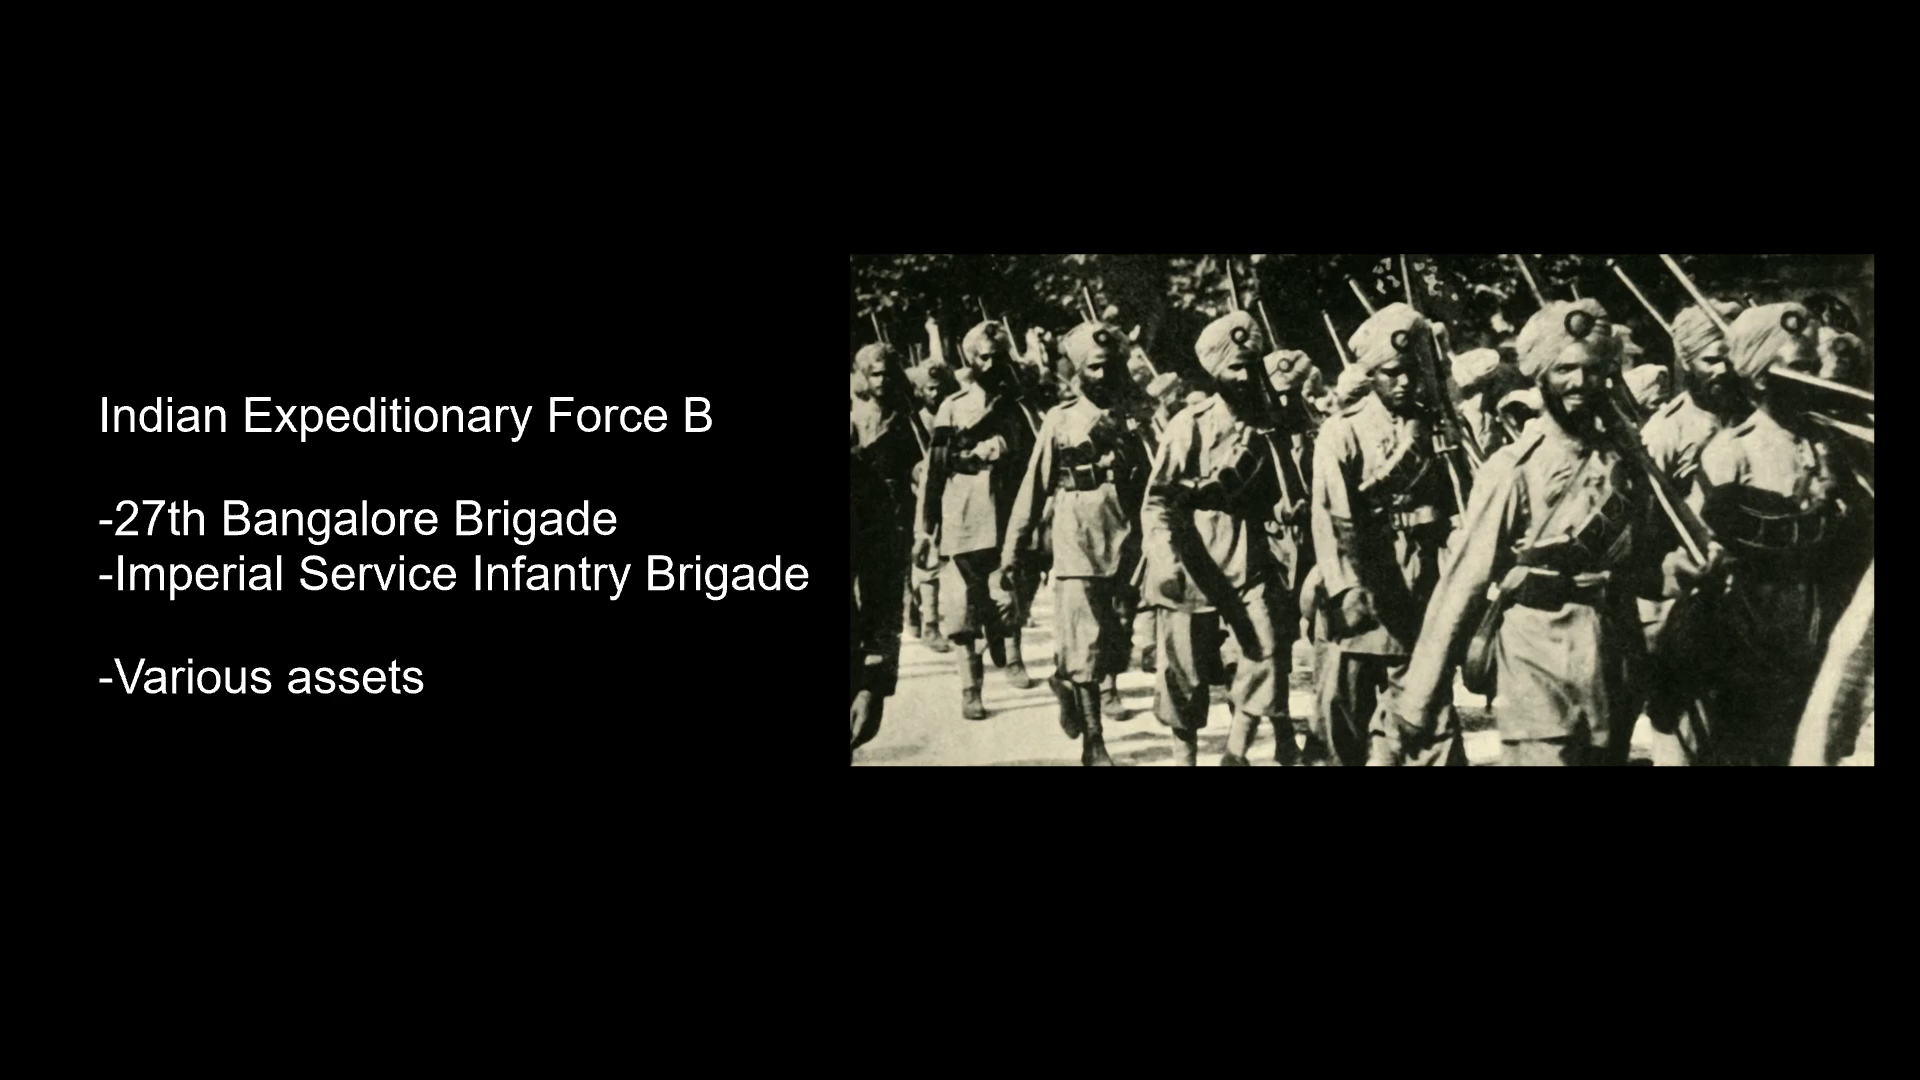 Indian Expeditionary Force B
-27th Bangalore Brigade
-Imperial Service Infantry Brigade
-Various assets